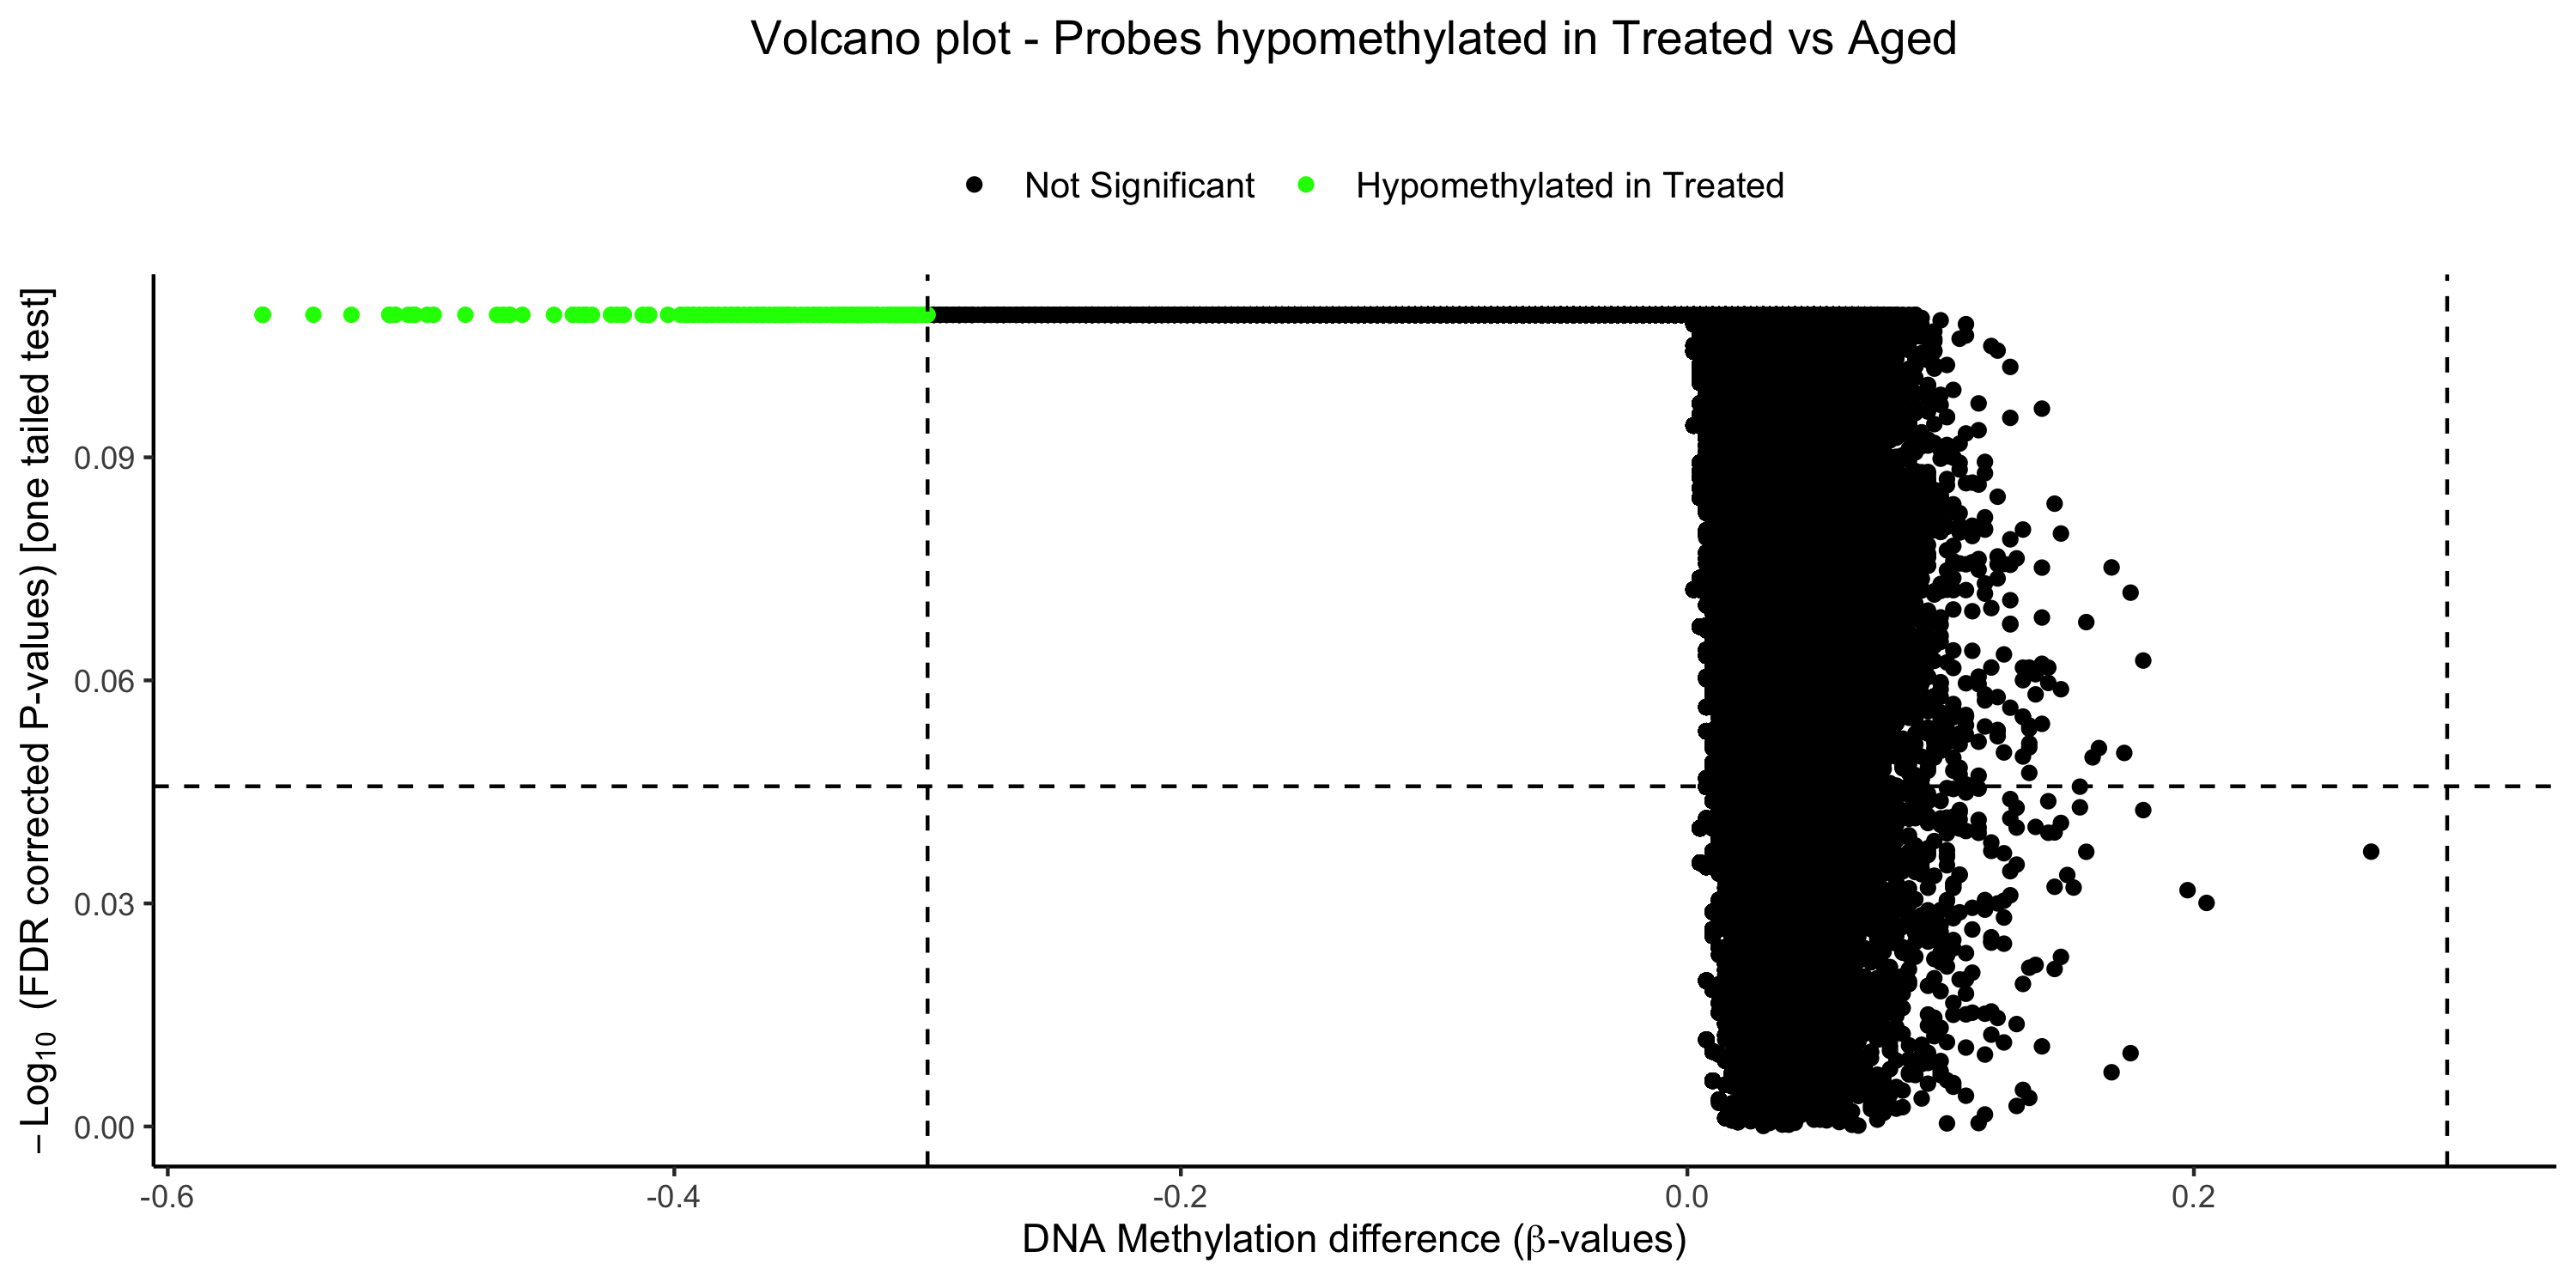 Volcano plot - Probes hypomethylated in Treated vs Aged
Not Significant
Hypomethylated in Treated
−Log10 (FDR corrected P-values) [one tailed test]
0.09
0.06
0.03
0.00
-0.6
-0.4
-0.2
0.0
0.2
DNA Methylation difference (β-values)